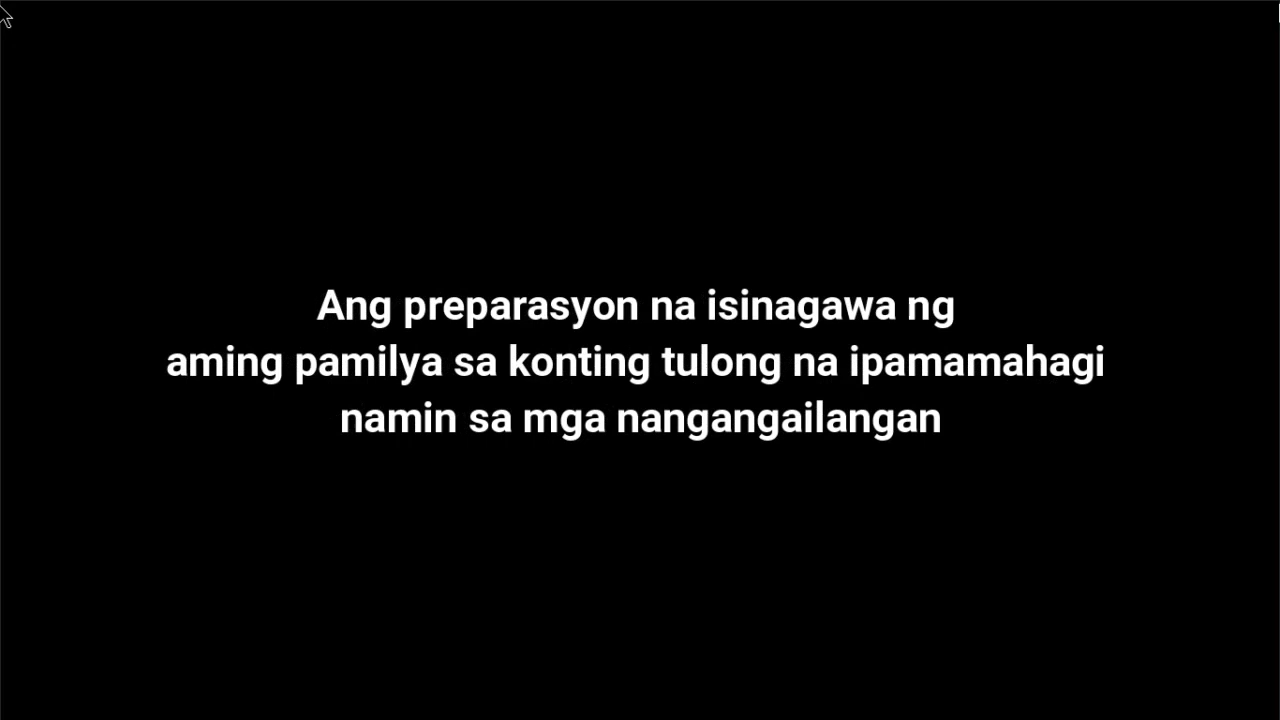 Ang preparasyon na isinagawa ng
aming pamilya sa konting tulong na ipamamahagi
namin sa mga nangangailangan